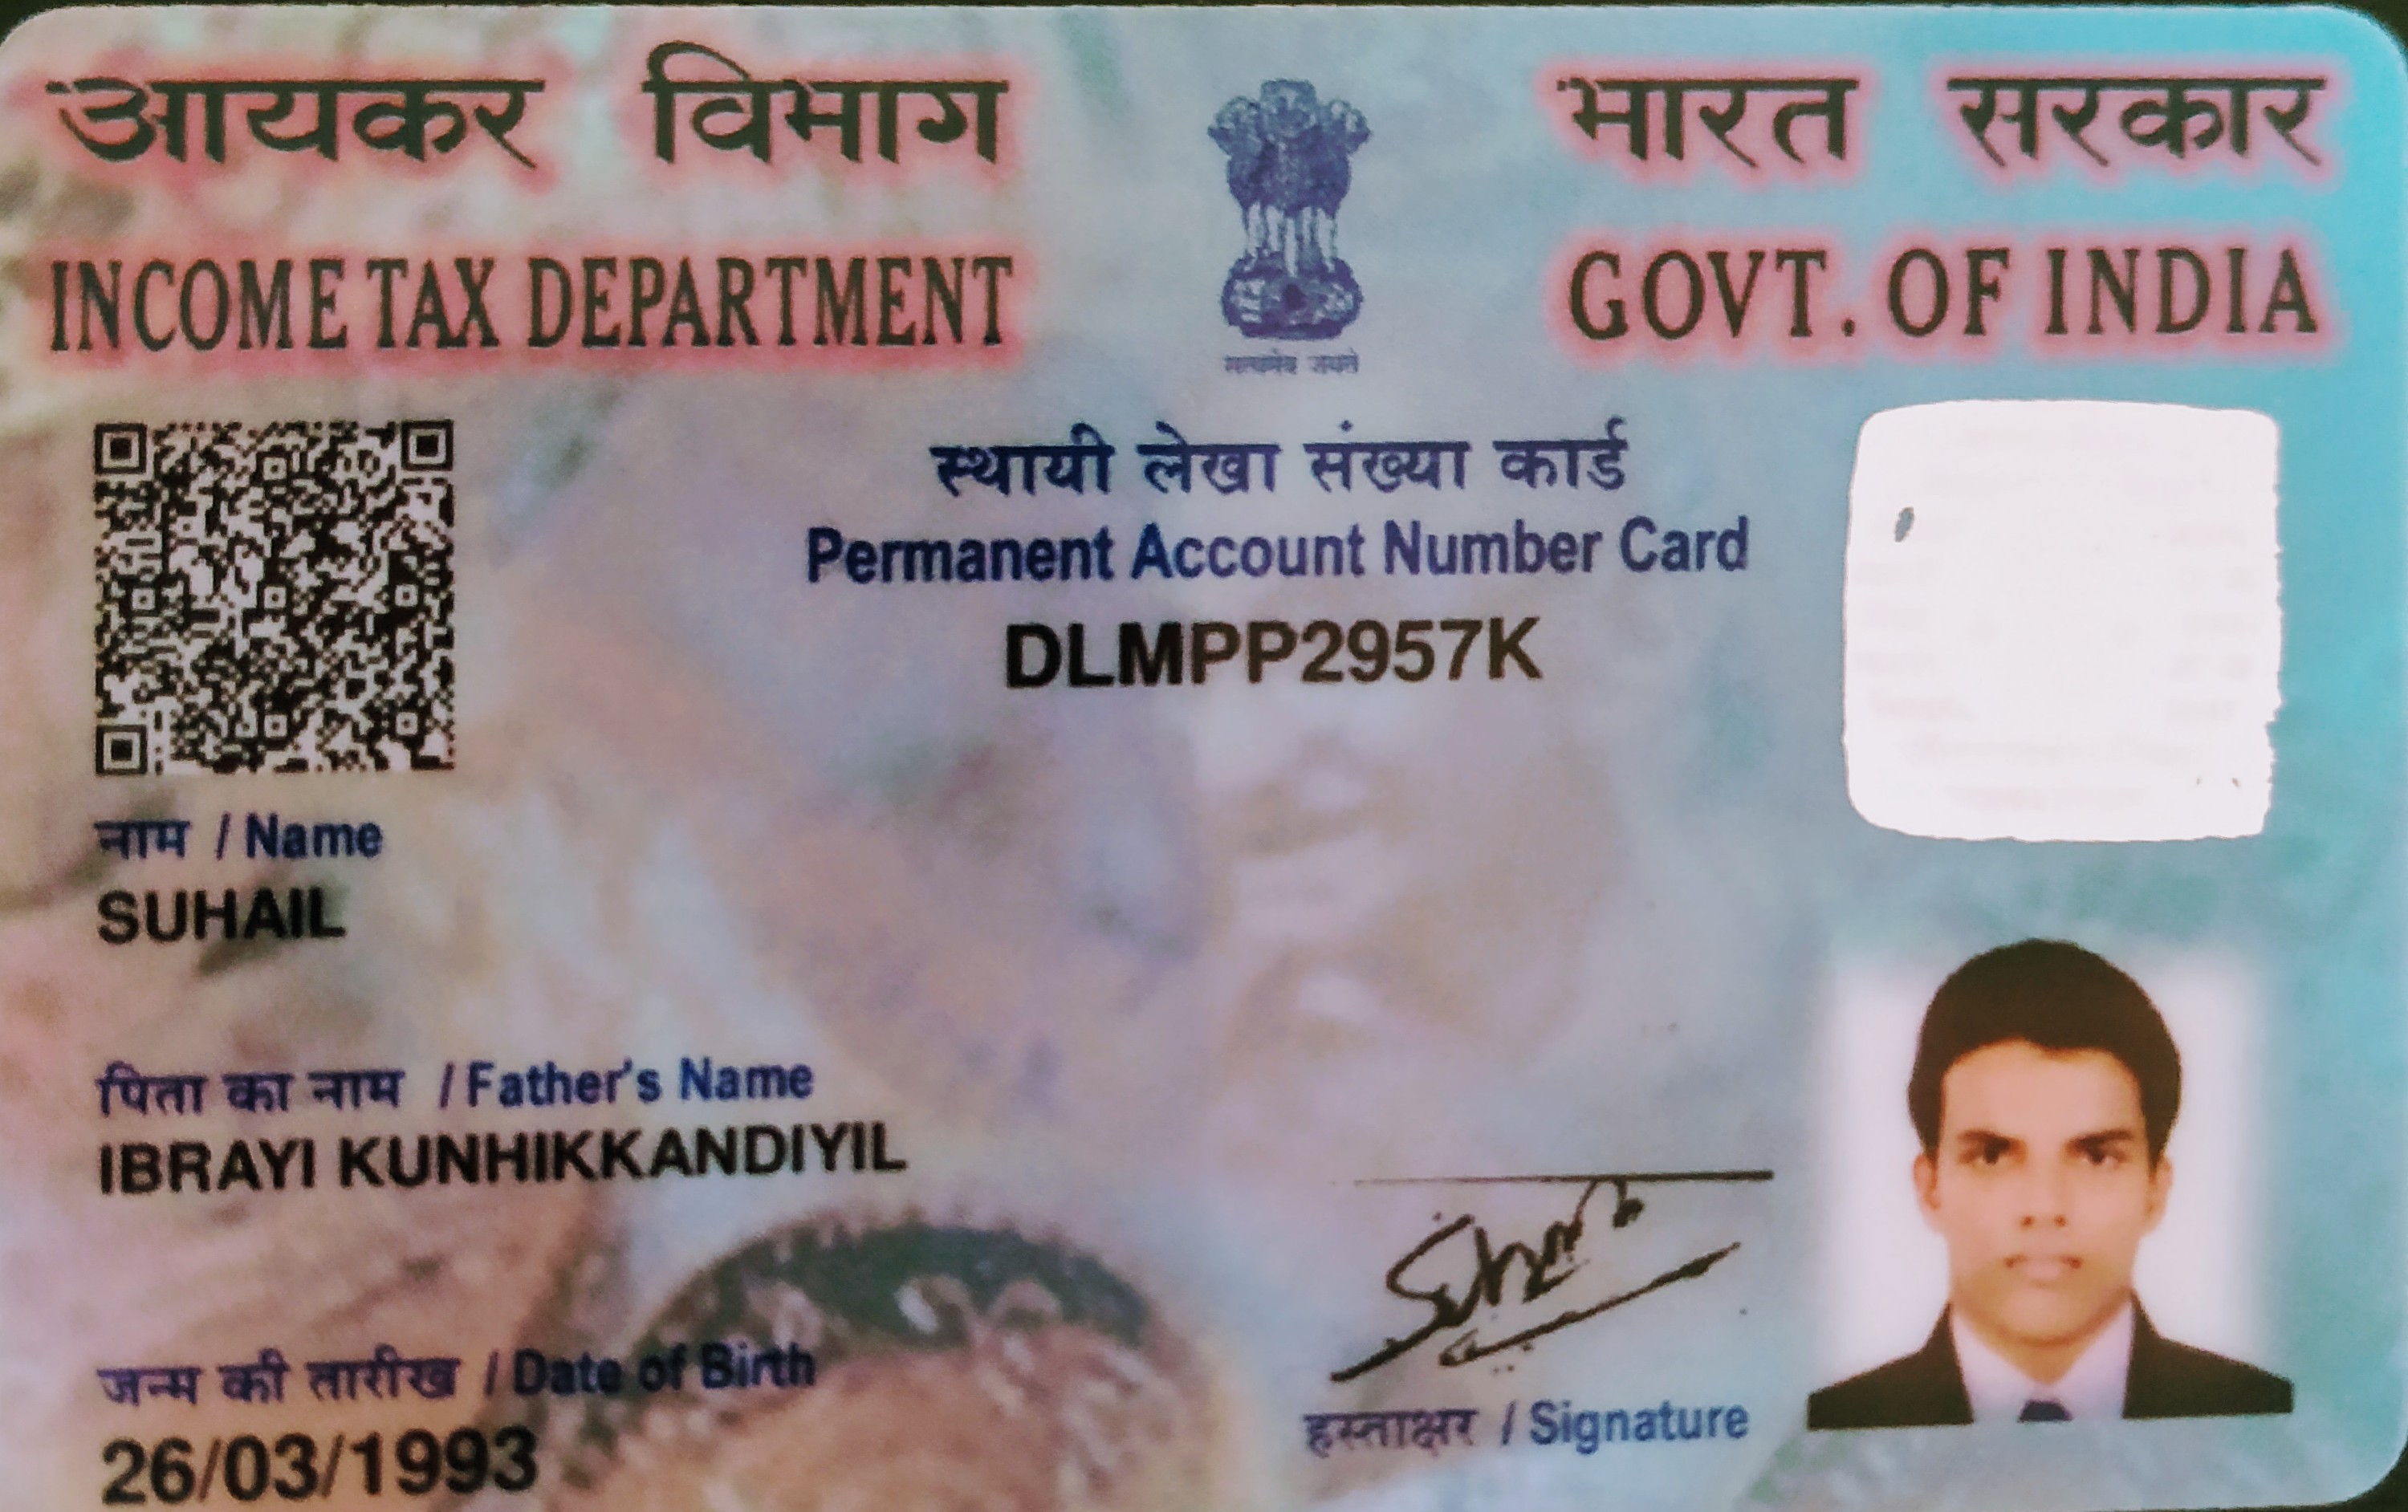 आयकर विभाग
INCOME TAX DEPARTMENT
सत्यमेव जयते
भारत सरकार
GOVT. OF INDIA
स्थायी लेखा संख्या कार्ड
Permanent Account Number Card
DLMPP2957K
नाम / Name
SUHAIL
पिता का नाम / Father's Name
IBRAYI KUNHIKKANDIYIL
जन्म की तारीख / Date of Birth
26/03/1993
हस्ताक्षर / Signature